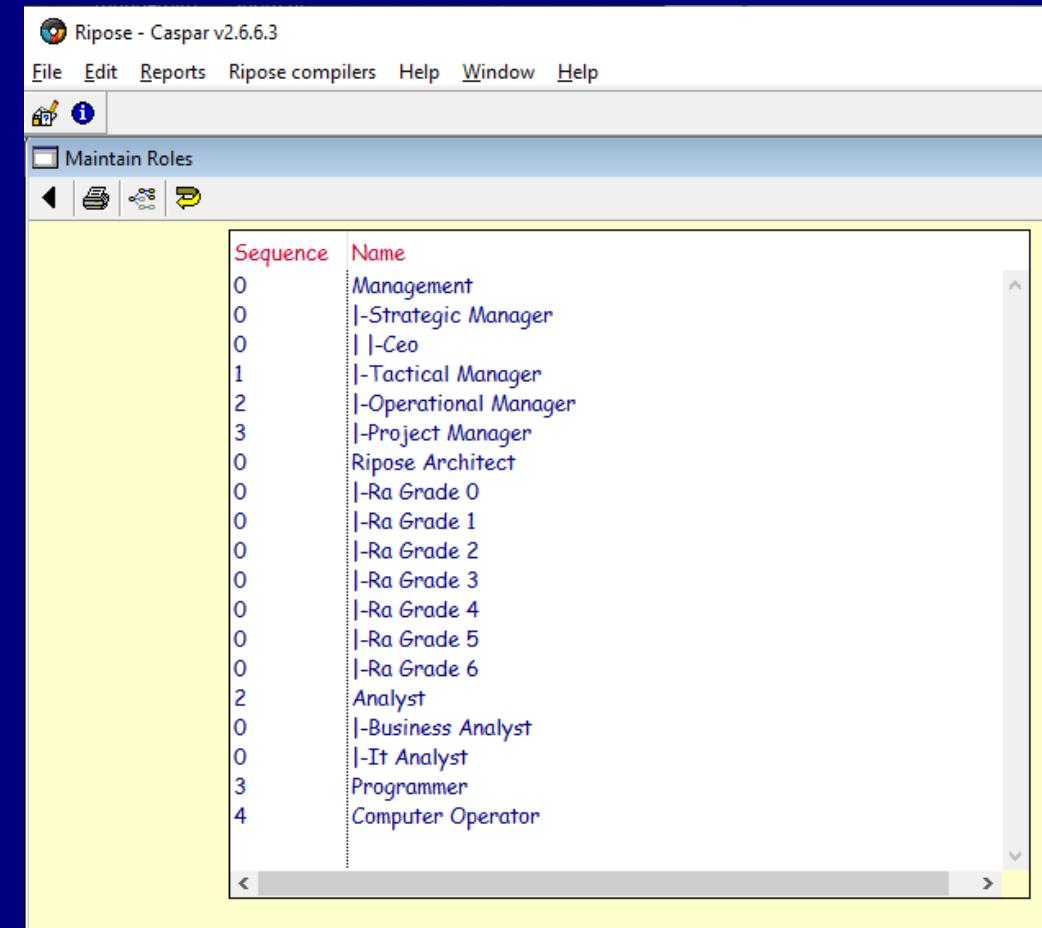 Ripose - Caspar v2.6.6.3
File Edit Reports Ripose compilers Help Window Help
Maintain Roles
Sequence Name
0 Management
0 |-Strategic Manager
0 | |-Ceo
1 |-Tactical Manager
2 |-Operational Manager
3 |-Project Manager
0 Ripose Architect
0 |-Ra Grade 0
0 |-Ra Grade 1
0 |-Ra Grade 2
0 |-Ra Grade 3
0 |-Ra Grade 4
0 |-Ra Grade 5
0 |-Ra Grade 6
2 Analyst
0 |-Business Analyst
0 |-It Analyst
3 Programmer
4 Computer Operator